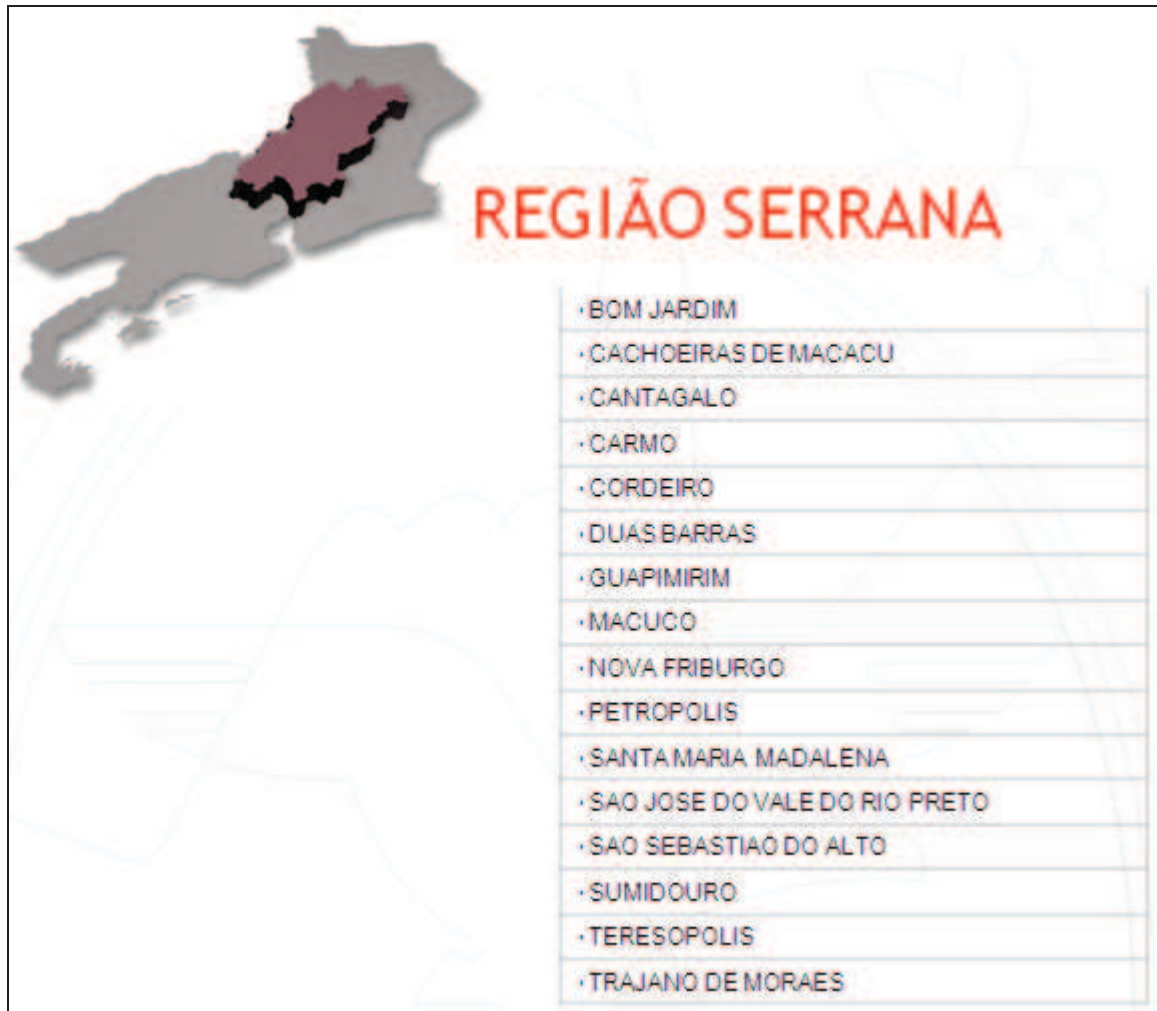 REGIÃO SERRANA
·BOM JARDIM
·CACHOEIRAS DE MACACU
·CANTAGALO
·CARMO
·CORDEIRO
·DUAS BARRAS
·GUAPIMIRIM
·MACUCO
·NOVA FRIBURGO
·PETROPOLIS
·SANTA MARIA MADALENA
·SAO JOSE DO VALE DO RIO PRETO
·SAO SEBASTIAO DO ALTO
·SUMIDOURO
·TERESOPOLIS
·TRAJANO DE MORAES